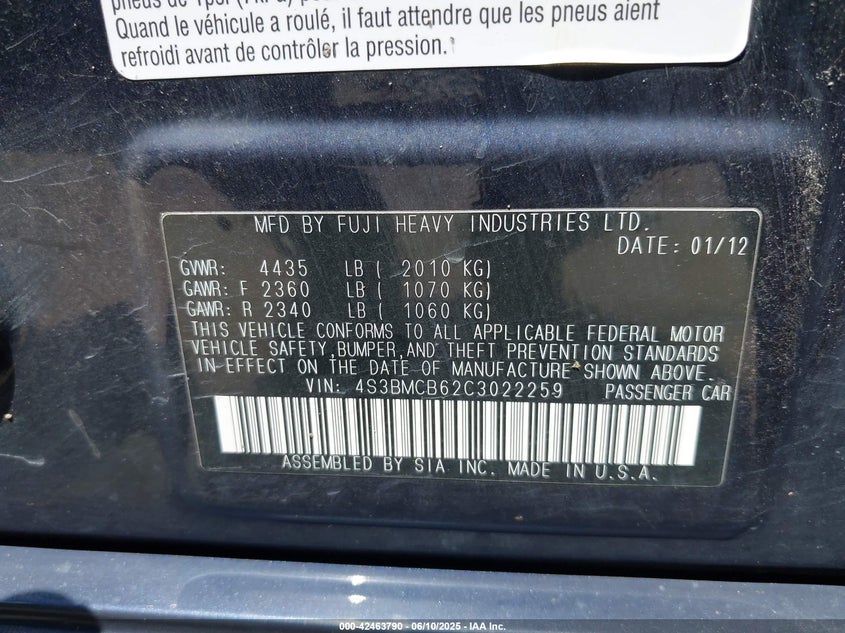 Quand le véhicule a roulé, il faut attendre que les pneus aient
refroidi avant de contrôler la pression.
MFD BY FUJI HEAVY INDUSTRIES LTD.
DATE: 01/12
GVWR: 4435 LB ( 2010 KG)
GAWR: F 2360 LB ( 1070 KG)
GAWR: R 2340 LB ( 1060 KG)
THIS VEHICLE CONFORMS TO ALL APPLICABLE FEDERAL MOTOR
VEHICLE SAFETY,BUMPER,AND THEFT PREVENTION STANDARDS
IN EFFECT ON THE DATE OF MANUFACTURE SHOWN ABOVE.
VIN: 4S3BMCB62C3022259 PASSENGER CAR
ASSEMBLED BY SIA INC. MADE IN U.S.A.
000-42463790 - 06/10/2025 - IAA Inc.